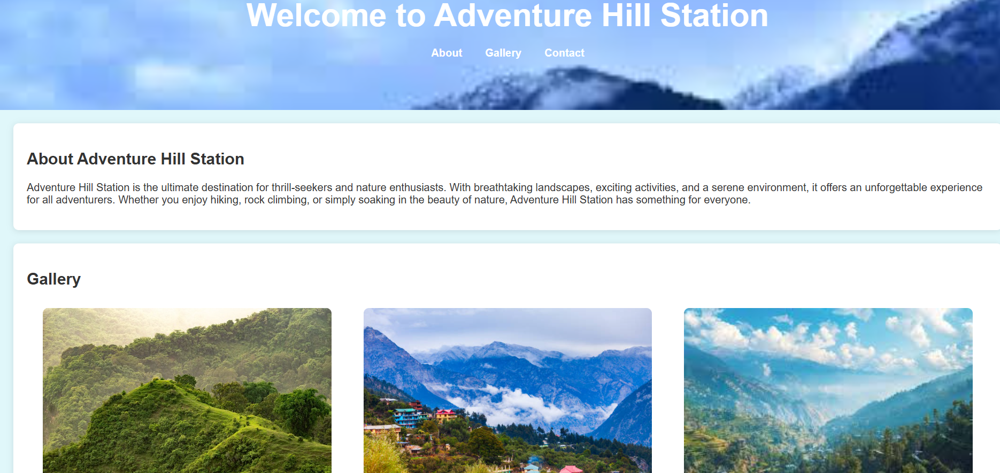 Welcome to Adventure Hill Station
About Gallery Contact
About Adventure Hill Station
Adventure Hill Station is the ultimate destination for thrill-seekers and nature enthusiasts. With breathtaking landscapes, exciting activities, and a serene environment, it offers an unforgettable experience
for all adventurers. Whether you enjoy hiking, rock climbing, or simply soaking in the beauty of nature, Adventure Hill Station has something for everyone.
Gallery